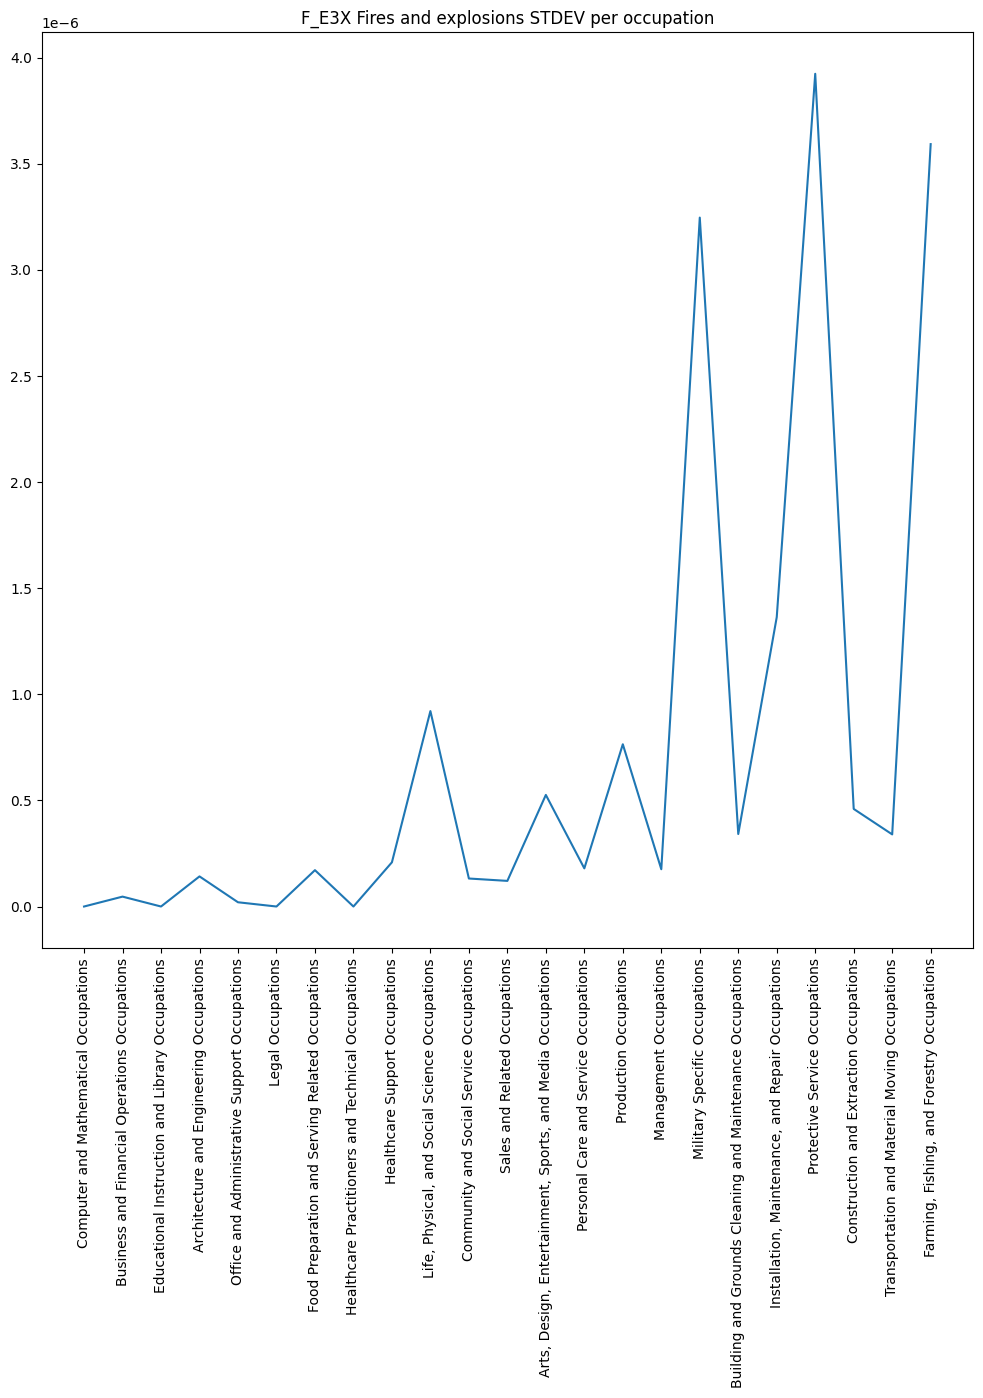 F_E3X Fires and explosions STDEV per occupation
1e−6
4.0
3.5
3.0
2.5
2.0
1.5
1.0
0.5
0.0
Computer and Mathematical Occupations
Business and Financial Operations Occupations
Educational Instruction and Library Occupations
Architecture and Engineering Occupations
Office and Administrative Support Occupations
Legal Occupations
Food Preparation and Serving Related Occupations
Healthcare Practitioners and Technical Occupations
Healthcare Support Occupations
Life, Physical, and Social Science Occupations
Community and Social Service Occupations
Sales and Related Occupations
Arts, Design, Entertainment, Sports, and Media Occupations
Personal Care and Service Occupations
Production Occupations
Management Occupations
Military Specific Occupations
Building and Grounds Cleaning and Maintenance Occupations
Installation, Maintenance, and Repair Occupations
Protective Service Occupations
Construction and Extraction Occupations
Transportation and Material Moving Occupations
Farming, Fishing, and Forestry Occupations